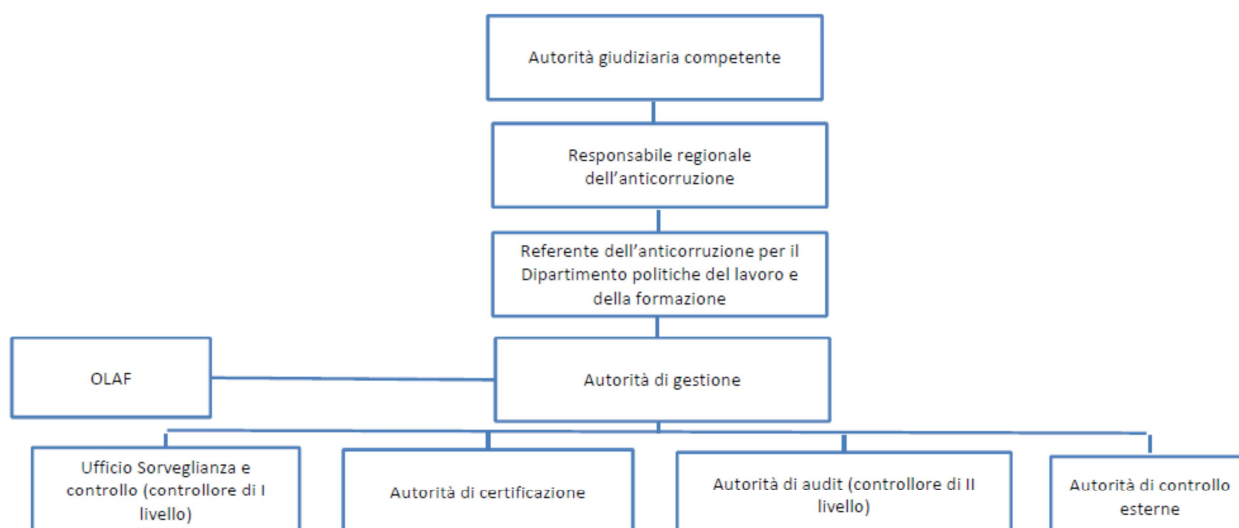 Autorità giudiziaria competente
Responsabile regionale
dell’anticorruzione
Referente dell’anticorruzione per il
Dipartimento politiche del lavoro e
della formazione
OLAF
Autorità di gestione
Ufficio Sorveglianza e
controllo (controllore di I
livello)
Autorità di certificazione
Autorità di audit (controllore di II
livello)
Autorità di controllo
esterne